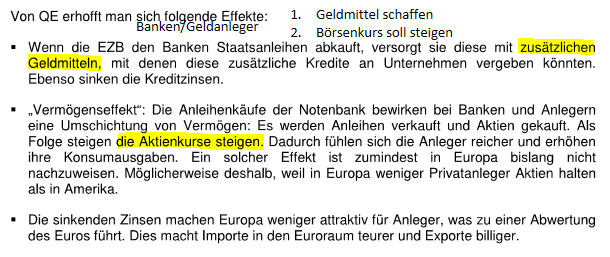 Von QE erhofft man sich folgende Effekte:
Banken/Geldanleger
1. Geldmittel schaffen
2. Börsenkurs soll steigen
▪ Wenn die EZB den Banken Staatsanleihen abkauft, versorgt sie diese mit zusätzlichen
Geldmitteln, mit denen diese zusätzliche Kredite an Unternehmen vergeben könnten.
Ebenso sinken die Kreditzinsen.
▪ „Vermögenseffekt“: Die Anleihenkäufe der Notenbank bewirken bei Banken und Anlegern
eine Umschichtung von Vermögen: Es werden Anleihen verkauft und Aktien gekauft. Als
Folge steigen die Aktienkurse steigen. Dadurch fühlen sich die Anleger reicher und erhöhen
ihre Konsumausgaben. Ein solcher Effekt ist zumindest in Europa bislang nicht
nachzuweisen. Möglicherweise deshalb, weil in Europa weniger Privatanleger Aktien halten
als in Amerika.
▪ Die sinkenden Zinsen machen Europa weniger attraktiv für Anleger, was zu einer Abwertung
des Euros führt. Dies macht Importe in den Euroraum teurer und Exporte billiger.